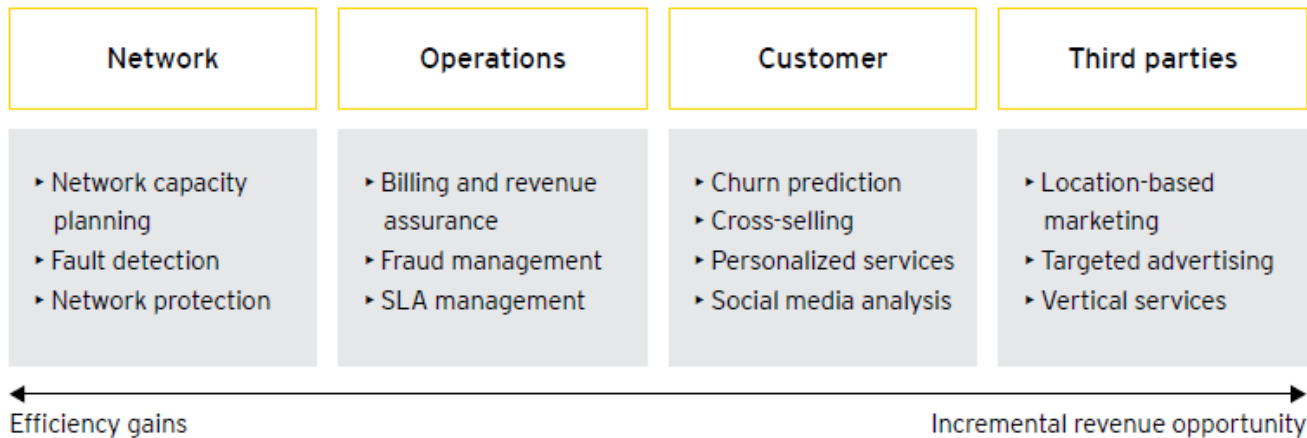 Network
‣ Network capacity
planning
‣ Fault detection
‣ Network protection
Operations
‣ Billing and revenue
assurance
‣ Fraud management
‣ SLA management
Customer
‣ Churn prediction
‣ Cross-selling
‣ Personalized services
‣ Social media analysis
Third parties
‣ Location-based
marketing
‣ Targeted advertising
‣ Vertical services
Efficiency gains
Incremental revenue opportunity